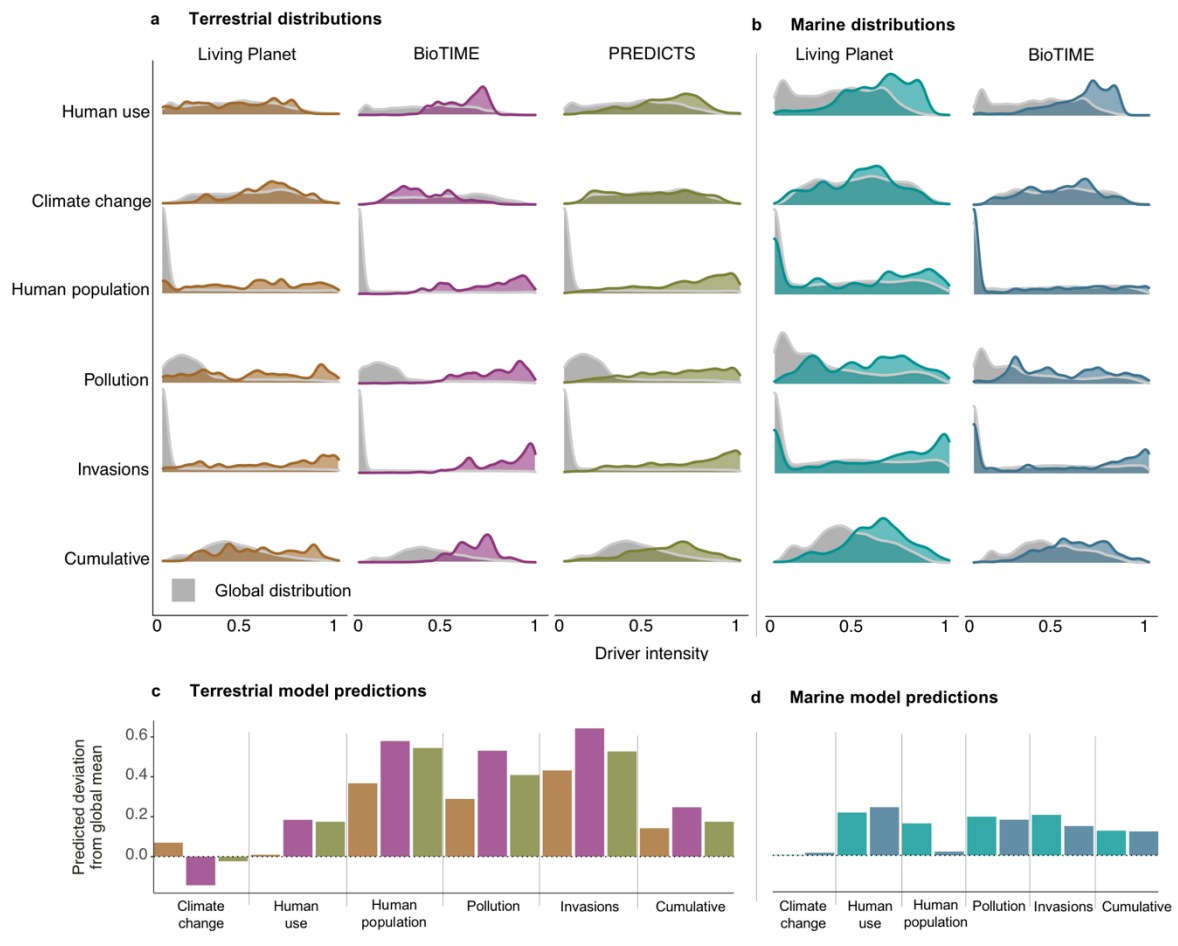 a Terrestrial distributions
b Marine distributions
Living Planet BioTIME PREDICTS Living Planet BioTIME
Human use
Climate change
Human population
Pollution
Invasions
Cumulative
Global distribution
0 0.5 1 0 0.5 1 0 0.5 1 0 0.5 1 0 0.5 1
Driver intensity
c Terrestrial model predictions
d Marine model predictions
Predicted deviation
from global mean
0.6
0.4
0.2
0.0
Climate
change
Human
use
Human
population
Pollution
Invasions
Cumulative
Climate
change
Human
use
Human
population
Pollution
Invasions
Cumulative